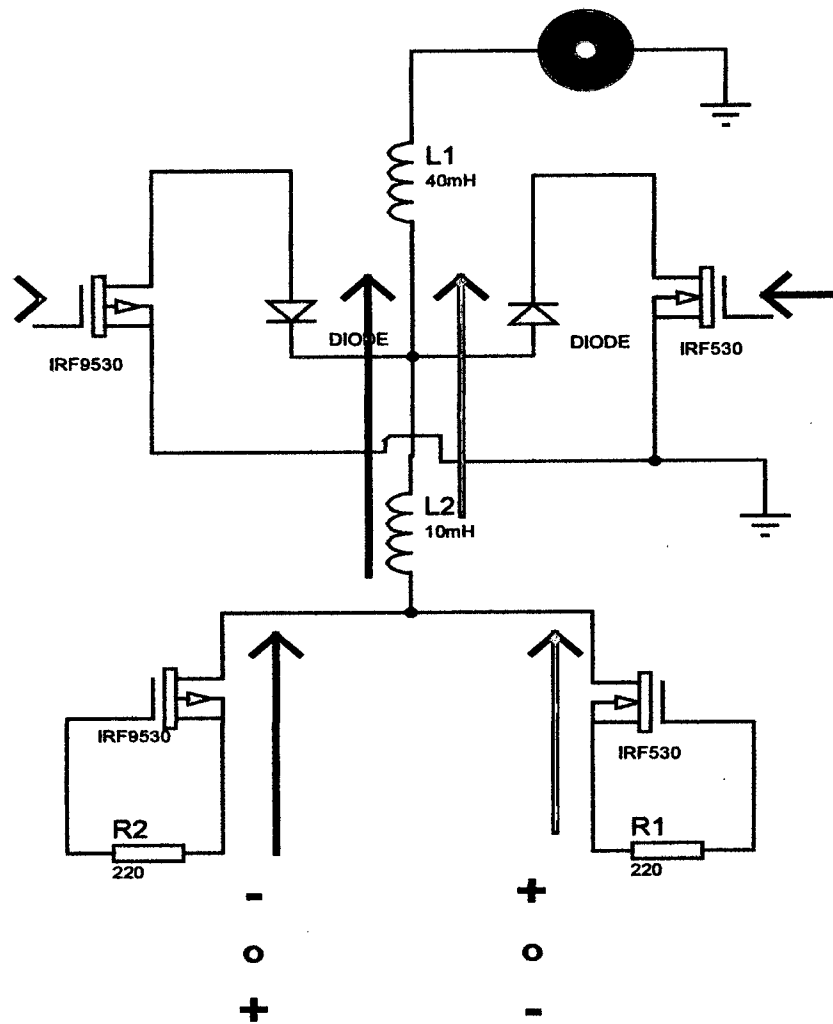 L1
40mH
DIODE
DIODE
IRF9530
IRF530
L2
10mH
IRF9530
IRF530
R2
220
R1
220
- +
o o
+ -